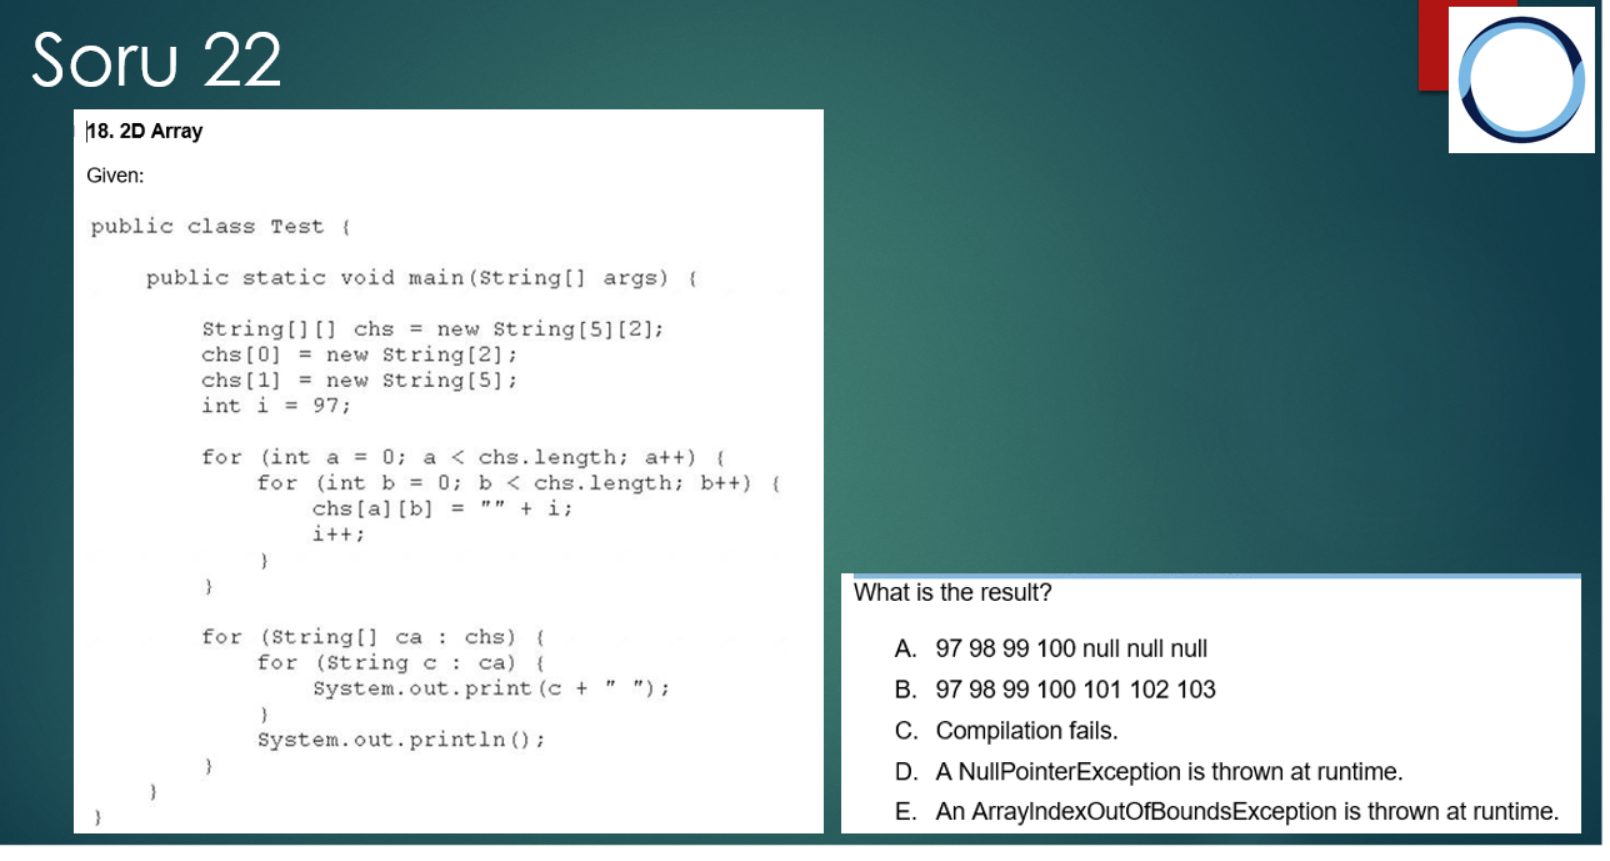 Soru 22
18. 2D Array
Given:
public class Test {
public static void main(String[] args) {
String[][] chs = new String[5][2];
chs[0] = new String[2];
chs[1] = new String[5];
int i = 97;
for (int a = 0; a < chs.length; a++) {
for (int b = 0; b < chs.length; b++) {
chs[a][b] = "" + i;
i++;
}
}
for (String[] ca : chs) {
for (String c : ca) {
System.out.print(c + " ");
}
System.out.println();
}
}
}
What is the result?
A. 97 98 99 100 null null null
B. 97 98 99 100 101 102 103
C. Compilation fails.
D. A NullPointerException is thrown at runtime.
E. An ArrayIndexOutOfBoundsException is thrown at runtime.